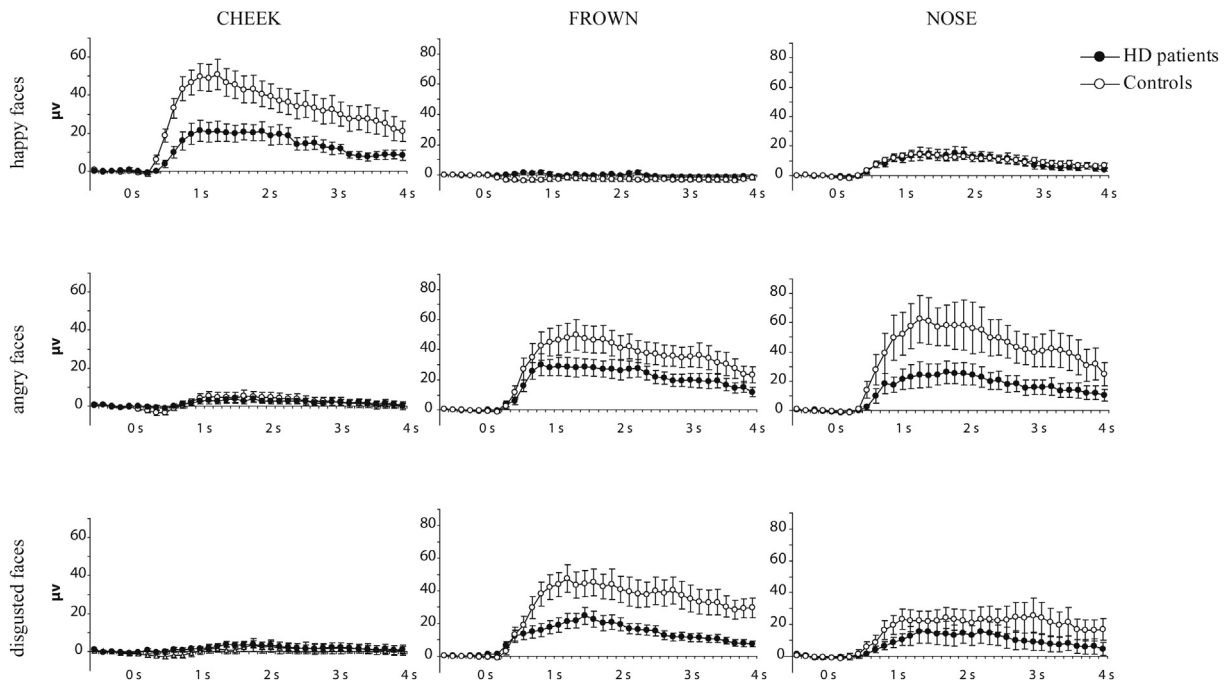 CHEEK FROWN NOSE
HD patients
Controls
happy faces
μv
60
40
20
0
0 s 1 s 2 s 3 s 4 s
80
60
40
20
0
0 s 1 s 2 s 3 s 4 s
80
60
40
20
0
0 s 1 s 2 s 3 s 4 s
angry faces
μv
60
40
20
0
0 s 1 s 2 s 3 s 4 s
80
60
40
20
0
0 s 1 s 2 s 3 s 4 s
80
60
40
20
0
0 s 1 s 2 s 3 s 4 s
disgusted faces
μv
60
40
20
0
0 s 1 s 2 s 3 s 4 s
80
60
40
20
0
0 s 1 s 2 s 3 s 4 s
80
60
40
20
0
0 s 1 s 2 s 3 s 4 s